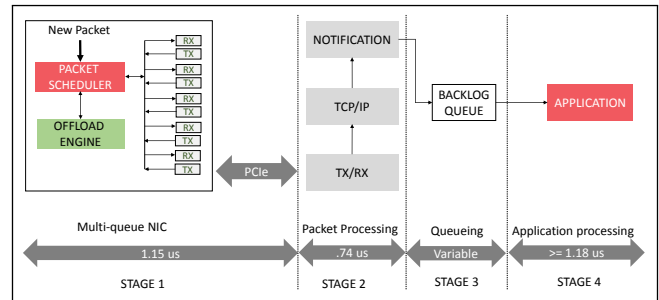 New Packet
PACKET
SCHEDULER
OFFLOAD
ENGINE
RX
TX
RX
TX
RX
TX
RX
TX
RX
TX
PCIe
NOTIFICATION
TCP/IP
TX/RX
BACKLOG
QUEUE
APPLICATION
Multi-queue NIC
Packet Processing
Queueing
Application processing
1.15 us
.74 us
Variable
>= 1.18 us
STAGE 1
STAGE 2
STAGE 3
STAGE 4